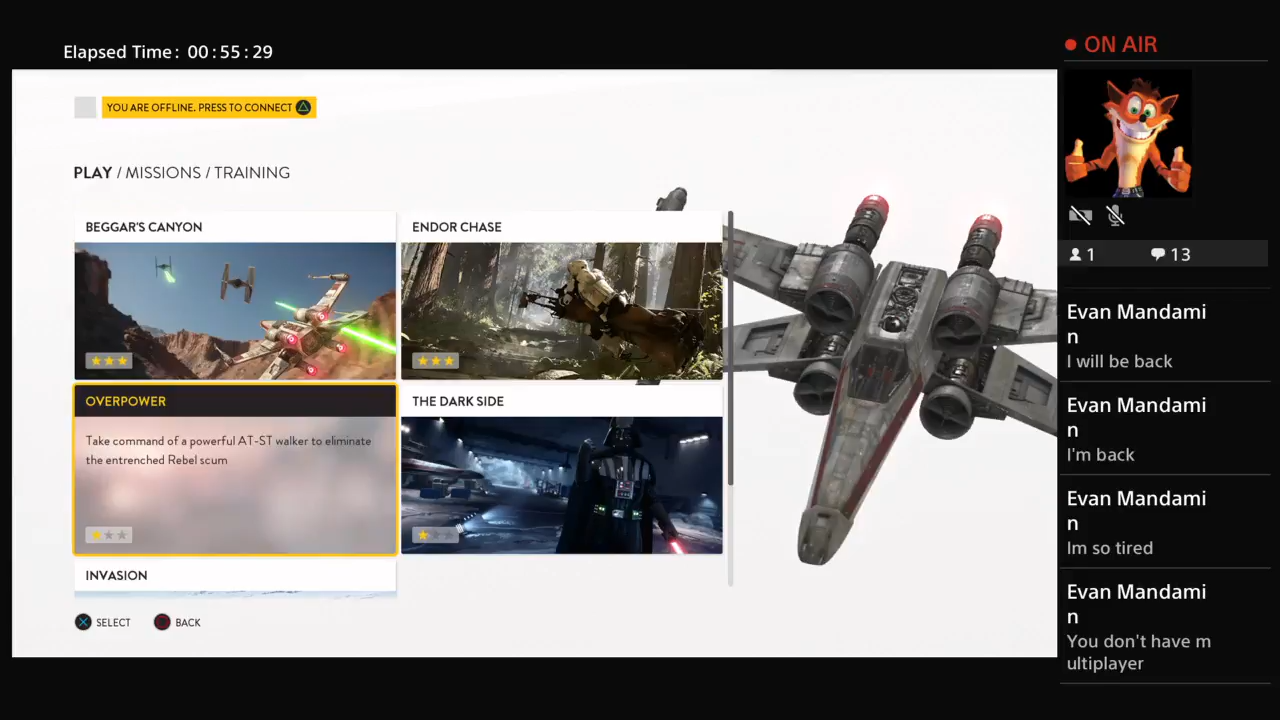 Elapsed Time: 00:55:29
ON AIR
YOU ARE OFFLINE. PRESS TO CONNECT
PLAY / MISSIONS / TRAINING
BEGGAR'S CANYON
ENDOR CHASE
OVERPOWER
Take command of a powerful AT-ST walker to eliminate
the entrenched Rebel scum
THE DARK SIDE
INVASION
SELECT
BACK
1
13
Evan Mandami
n
I will be back
Evan Mandami
n
I'm back
Evan Mandami
n
Im so tired
Evan Mandami
n
You don't have m
ultiplayer